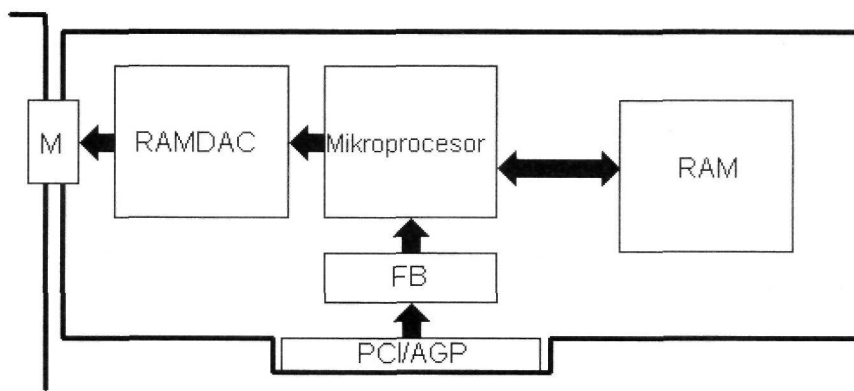 M
RAMDAC
Mikroprocesor
RAM
FB
PCI/AGP